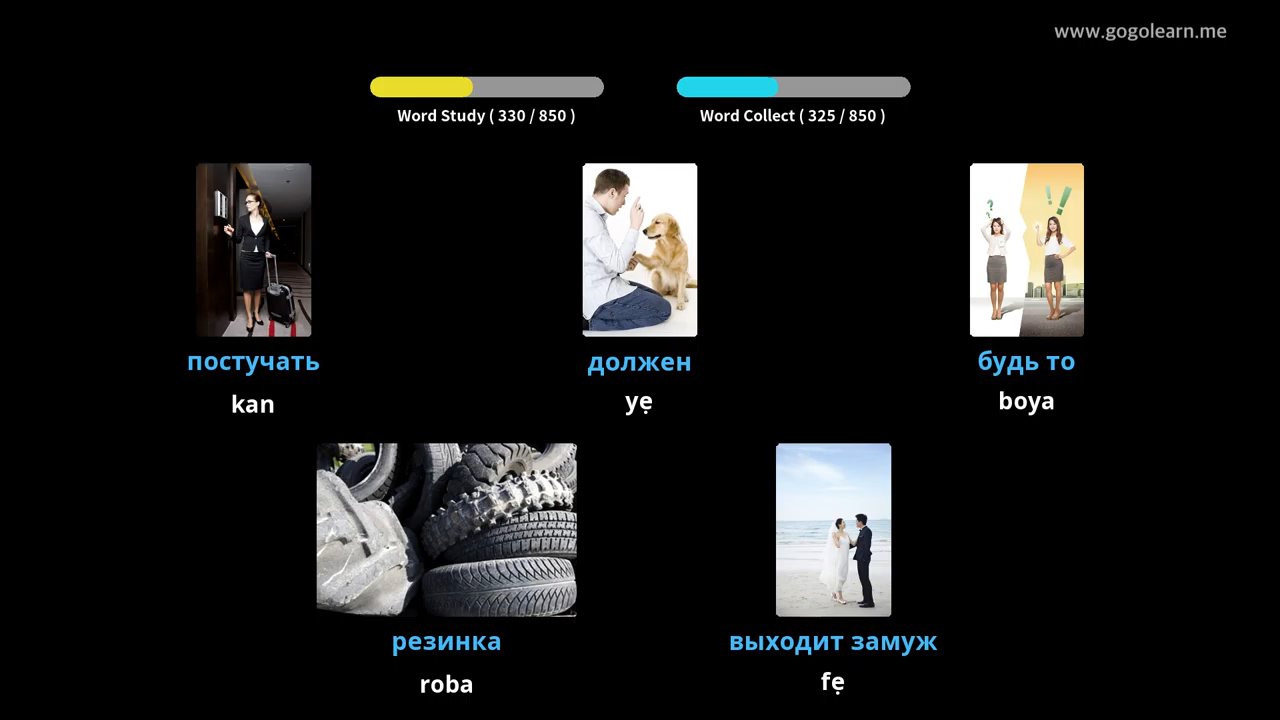 www.gogolearn.me
Word Study ( 330 / 850 )
Word Collect ( 325 / 850 )
постучать
kan
должен
yẹ
будь то
boya
резинка
roba
выходит замуж
fẹ